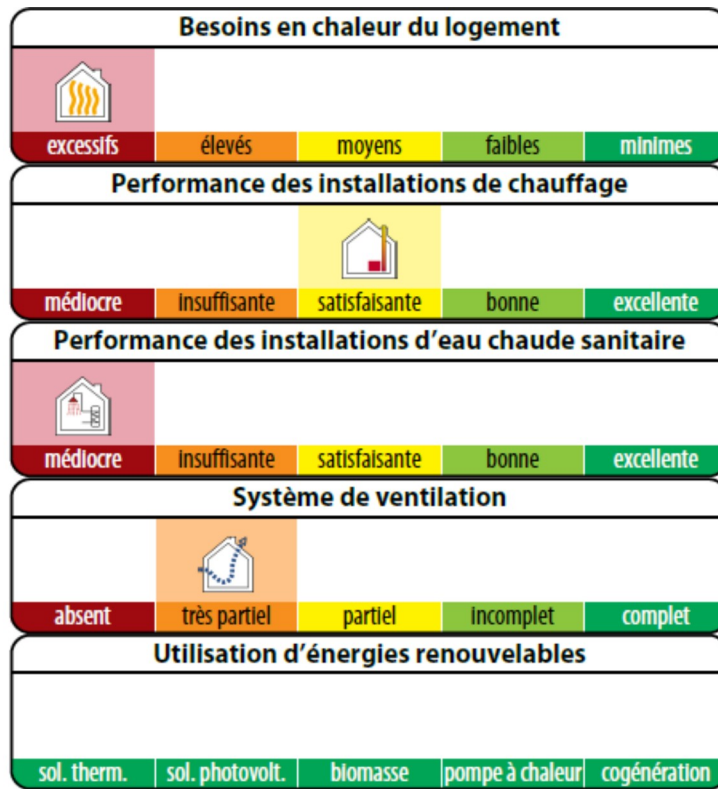 Besoins en chaleur du logement
excessifs élevés moyens faibles minimes
Performance des installations de chauffage
médiocre insuffisante satisfaisante bonne excellente
Performance des installations d'eau chaude sanitaire
médiocre insuffisante satisfaisante bonne excellente
Système de ventilation
absent très partiel partiel incomplet complet
Utilisation d'énergies renouvelables
sol. therm. sol. photovolt. biomasse pompe à chaleur cogénération